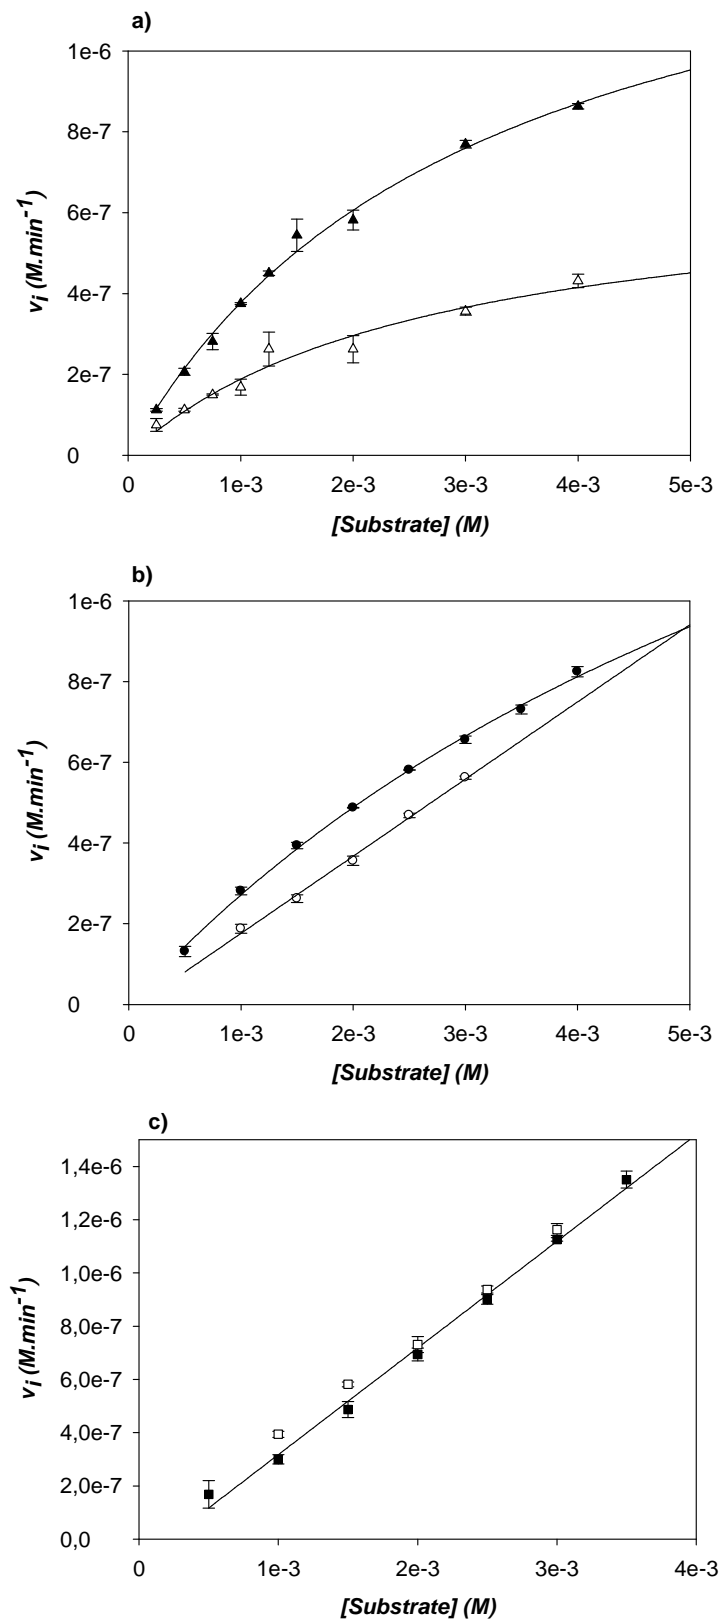 a)
1e-6
8e-7
6e-7
4e-7
2e-7
0
v_i (M.min^-1)
0 1e-3 2e-3 3e-3 4e-3 5e-3
[Substrate] (M)
b)
1e-6
8e-7
6e-7
4e-7
2e-7
0
v_i (M.min^-1)
0 1e-3 2e-3 3e-3 4e-3 5e-3
[Substrate] (M)
c)
1,4e-6
1,2e-6
1,0e-6
8,0e-7
6,0e-7
4,0e-7
2,0e-7
0,0
v_i (M.min^-1)
0 1e-3 2e-3 3e-3 4e-3
[Substrate] (M)